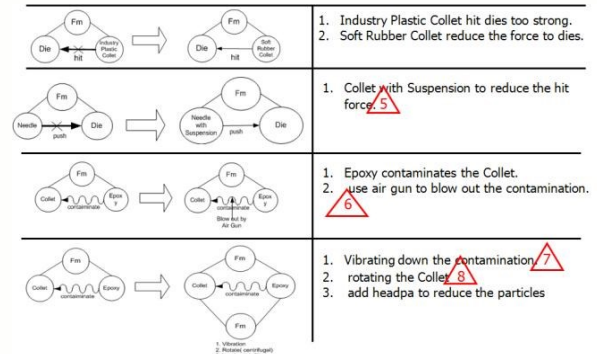 Fm
Die
Industry
Plastic
Collet
hit
Fm
Die
Soft
Rubber
Collet
hit
1. Industry Plastic Collet hit dies too strong.
2. Soft Rubber Collet reduce the force to dies.
Fm
Needle
Die
push
Fm
Needle
with
Suspension
Die
push
1. Collet with Suspension to reduce the hit
force.
5
Fm
Collet
Epox
y
contaminate
Fm
Collet
Epox
y
contaminate
Blow out by
Air Gun
1. Epoxy contaminates the Collet.
2. use air gun to blow out the contamination.
6
Fm
Collet
Epoxy
contaminate
Fm
Collet
Epoxy
contaminate
Fm
1. Vibration
2. Rotate( centrifugal)
1. Vibrating down the contamination
7
2. rotating the Collet
8
3. add headpa to reduce the particles